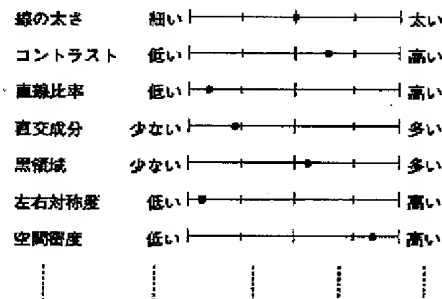 線の太さ 細い 太い
コントラスト 低い 高い
直線比率 低い 高い
直交成分 少ない 多い
黒領域 少ない 多い
左右対称度 低い 高い
空間密度 低い 高い